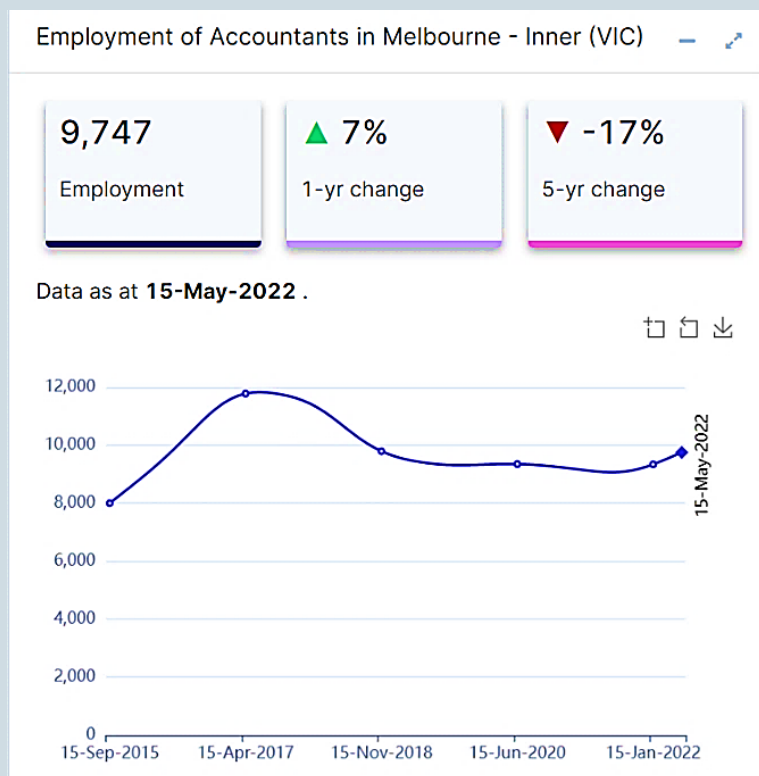 Employment of Accountants in Melbourne - Inner (VIC)
9,747
Employment
7%
1-yr change
-17%
5-yr change
Data as at 15-May-2022 .
12,000
10,000
8,000
6,000
4,000
2,000
0
15-May-2022
15-Sep-2015 15-Apr-2017 15-Nov-2018 15-Jun-2020 15-Jan-2022